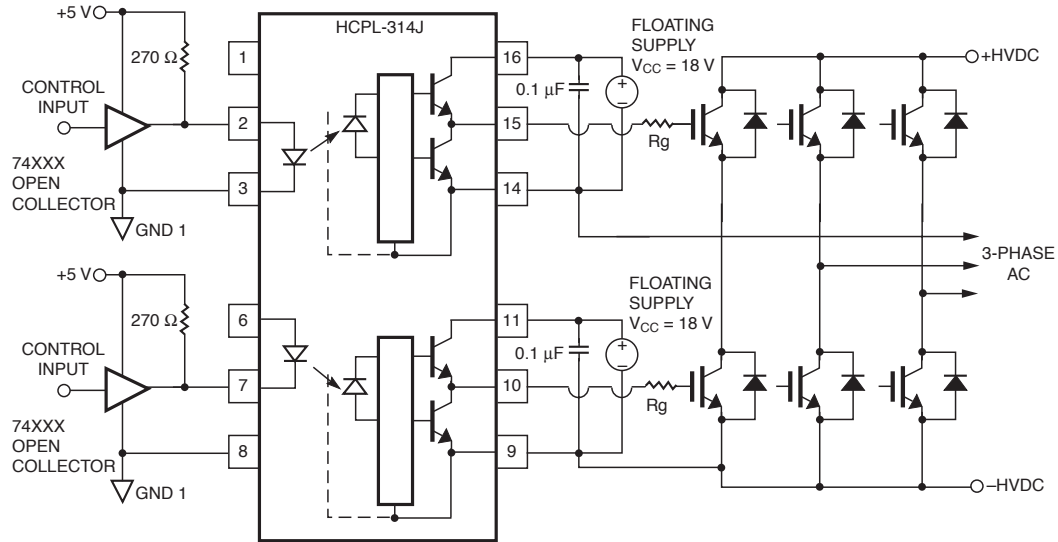 +5 V
270 Ω
CONTROL
INPUT
74XXX
OPEN
COLLECTOR
GND 1
+5 V
270 Ω
CONTROL
INPUT
74XXX
OPEN
COLLECTOR
GND 1
HCPL-314J
1
2
3
6
7
8
16
15
14
11
10
9
FLOATING
SUPPLY
VCC = 18 V
0.1 µF
+
−
Rg
+HVDC
3-PHASE
AC
FLOATING
SUPPLY
VCC = 18 V
0.1 µF
+
−
Rg
−HVDC